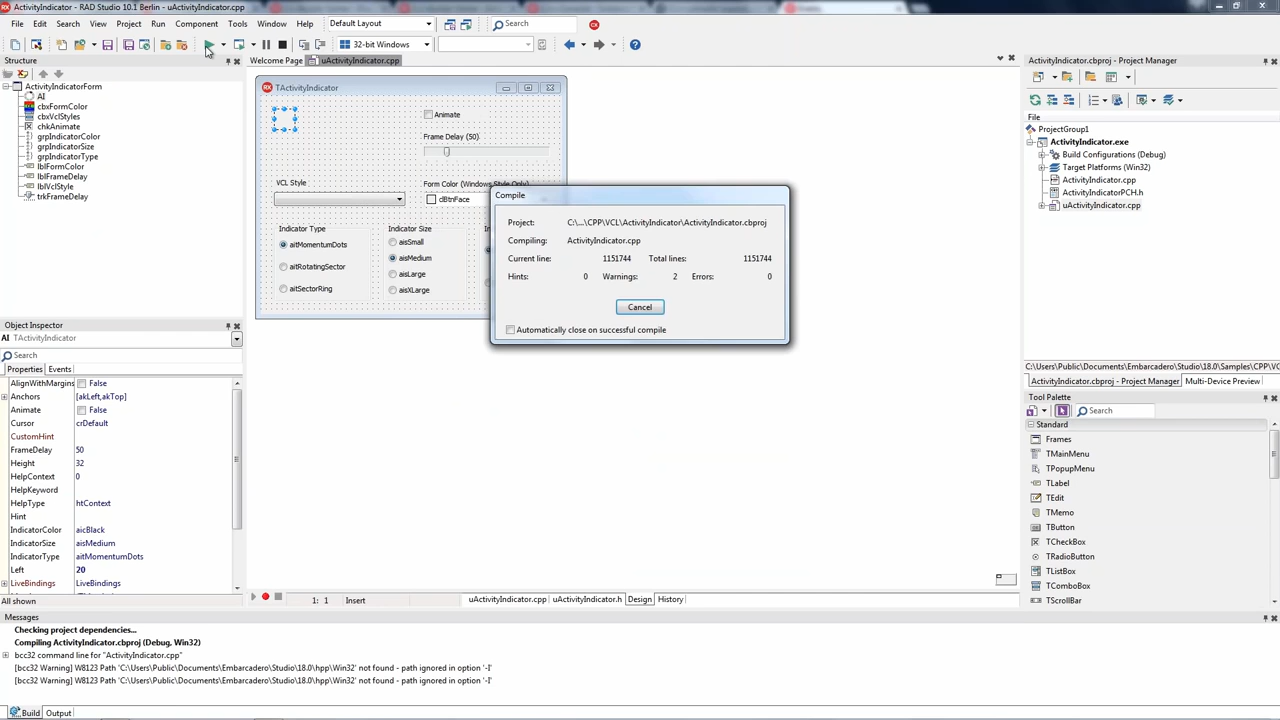 ActivityIndicator - RAD Studio 10.1 Berlin - uActivityIndicator.cpp
File Edit Search View Project Run Component Tools Window Help Default Layout Search
32-bit Windows
Structure
ActivityIndicatorForm
AI
cbxFormColor
cbxVclStyles
chkAnimate
grpIndicatorColor
grpIndicatorSize
grpIndicatorType
lblFormColor
lblFrameDelay
lblVclStyle
trkFrameDelay
Object Inspector
AI TActivityIndicator
Search
Properties Events
AlignWithMargins False
Anchors [akLeft,akTop]
Animate False
Cursor crDefault
CustomHint
FrameDelay 50
Height 32
HelpContext 0
HelpKeyword
HelpType htContext
Hint
IndicatorColor aicBlack
IndicatorSize aisMedium
IndicatorType aitMomentumDots
Left 20
LiveBindings LiveBindings
All shown
Welcome Page uActivityIndicator.cpp
TActivityIndicator
Animate
Frame Delay (50)
VCL Style Form Color (Windows Style Only)
clBtnFace
Indicator Type
aitMomentumDots
aitRotatingSector
aitSectorRing
Indicator Size
aisSmall
aisMedium
aisLarge
aisXLarge
Compile
Project: C:\...\CPP\VCL\ActivityIndicator\ActivityIndicator.cbproj
Compiling: ActivityIndicator.cpp
Current line: 1151744 Total lines: 1151744
Hints: 0 Warnings: 2 Errors: 0
Cancel
Automatically close on successful compile
1: 1 Insert uActivityIndicator.cpp uActivityIndicator.h Design History
ActivityIndicator.cbproj - Project Manager
File
ProjectGroup1
ActivityIndicator.exe
Build Configurations (Debug)
Target Platforms (Win32)
ActivityIndicator.cpp
ActivityIndicatorPCH.h
uActivityIndicator.cpp
C:\Users\Public\Documents\Embarcadero\Studio\18.0\Samples\CPP\VC
ActivityIndicator.cbproj - Project Manager Multi-Device Preview
Tool Palette
Search
Standard
Frames
TMainMenu
TPopupMenu
TLabel
TEdit
TMemo
TButton
TCheckBox
TRadioButton
TListBox
TComboBox
TScrollBar
Messages
Checking project dependencies...
Compiling ActivityIndicator.cbproj (Debug, Win32)
bcc32 command line for "ActivityIndicator.cpp"
[bcc32 Warning] W8123 Path 'C:\Users\Public\Documents\Embarcadero\Studio\18.0\hpp\Win32' not found - path ignored in option '-I'
[bcc32 Warning] W8123 Path 'C:\Users\Public\Documents\Embarcadero\Studio\18.0\hpp\Win32' not found - path ignored in option '-I'
Build Output